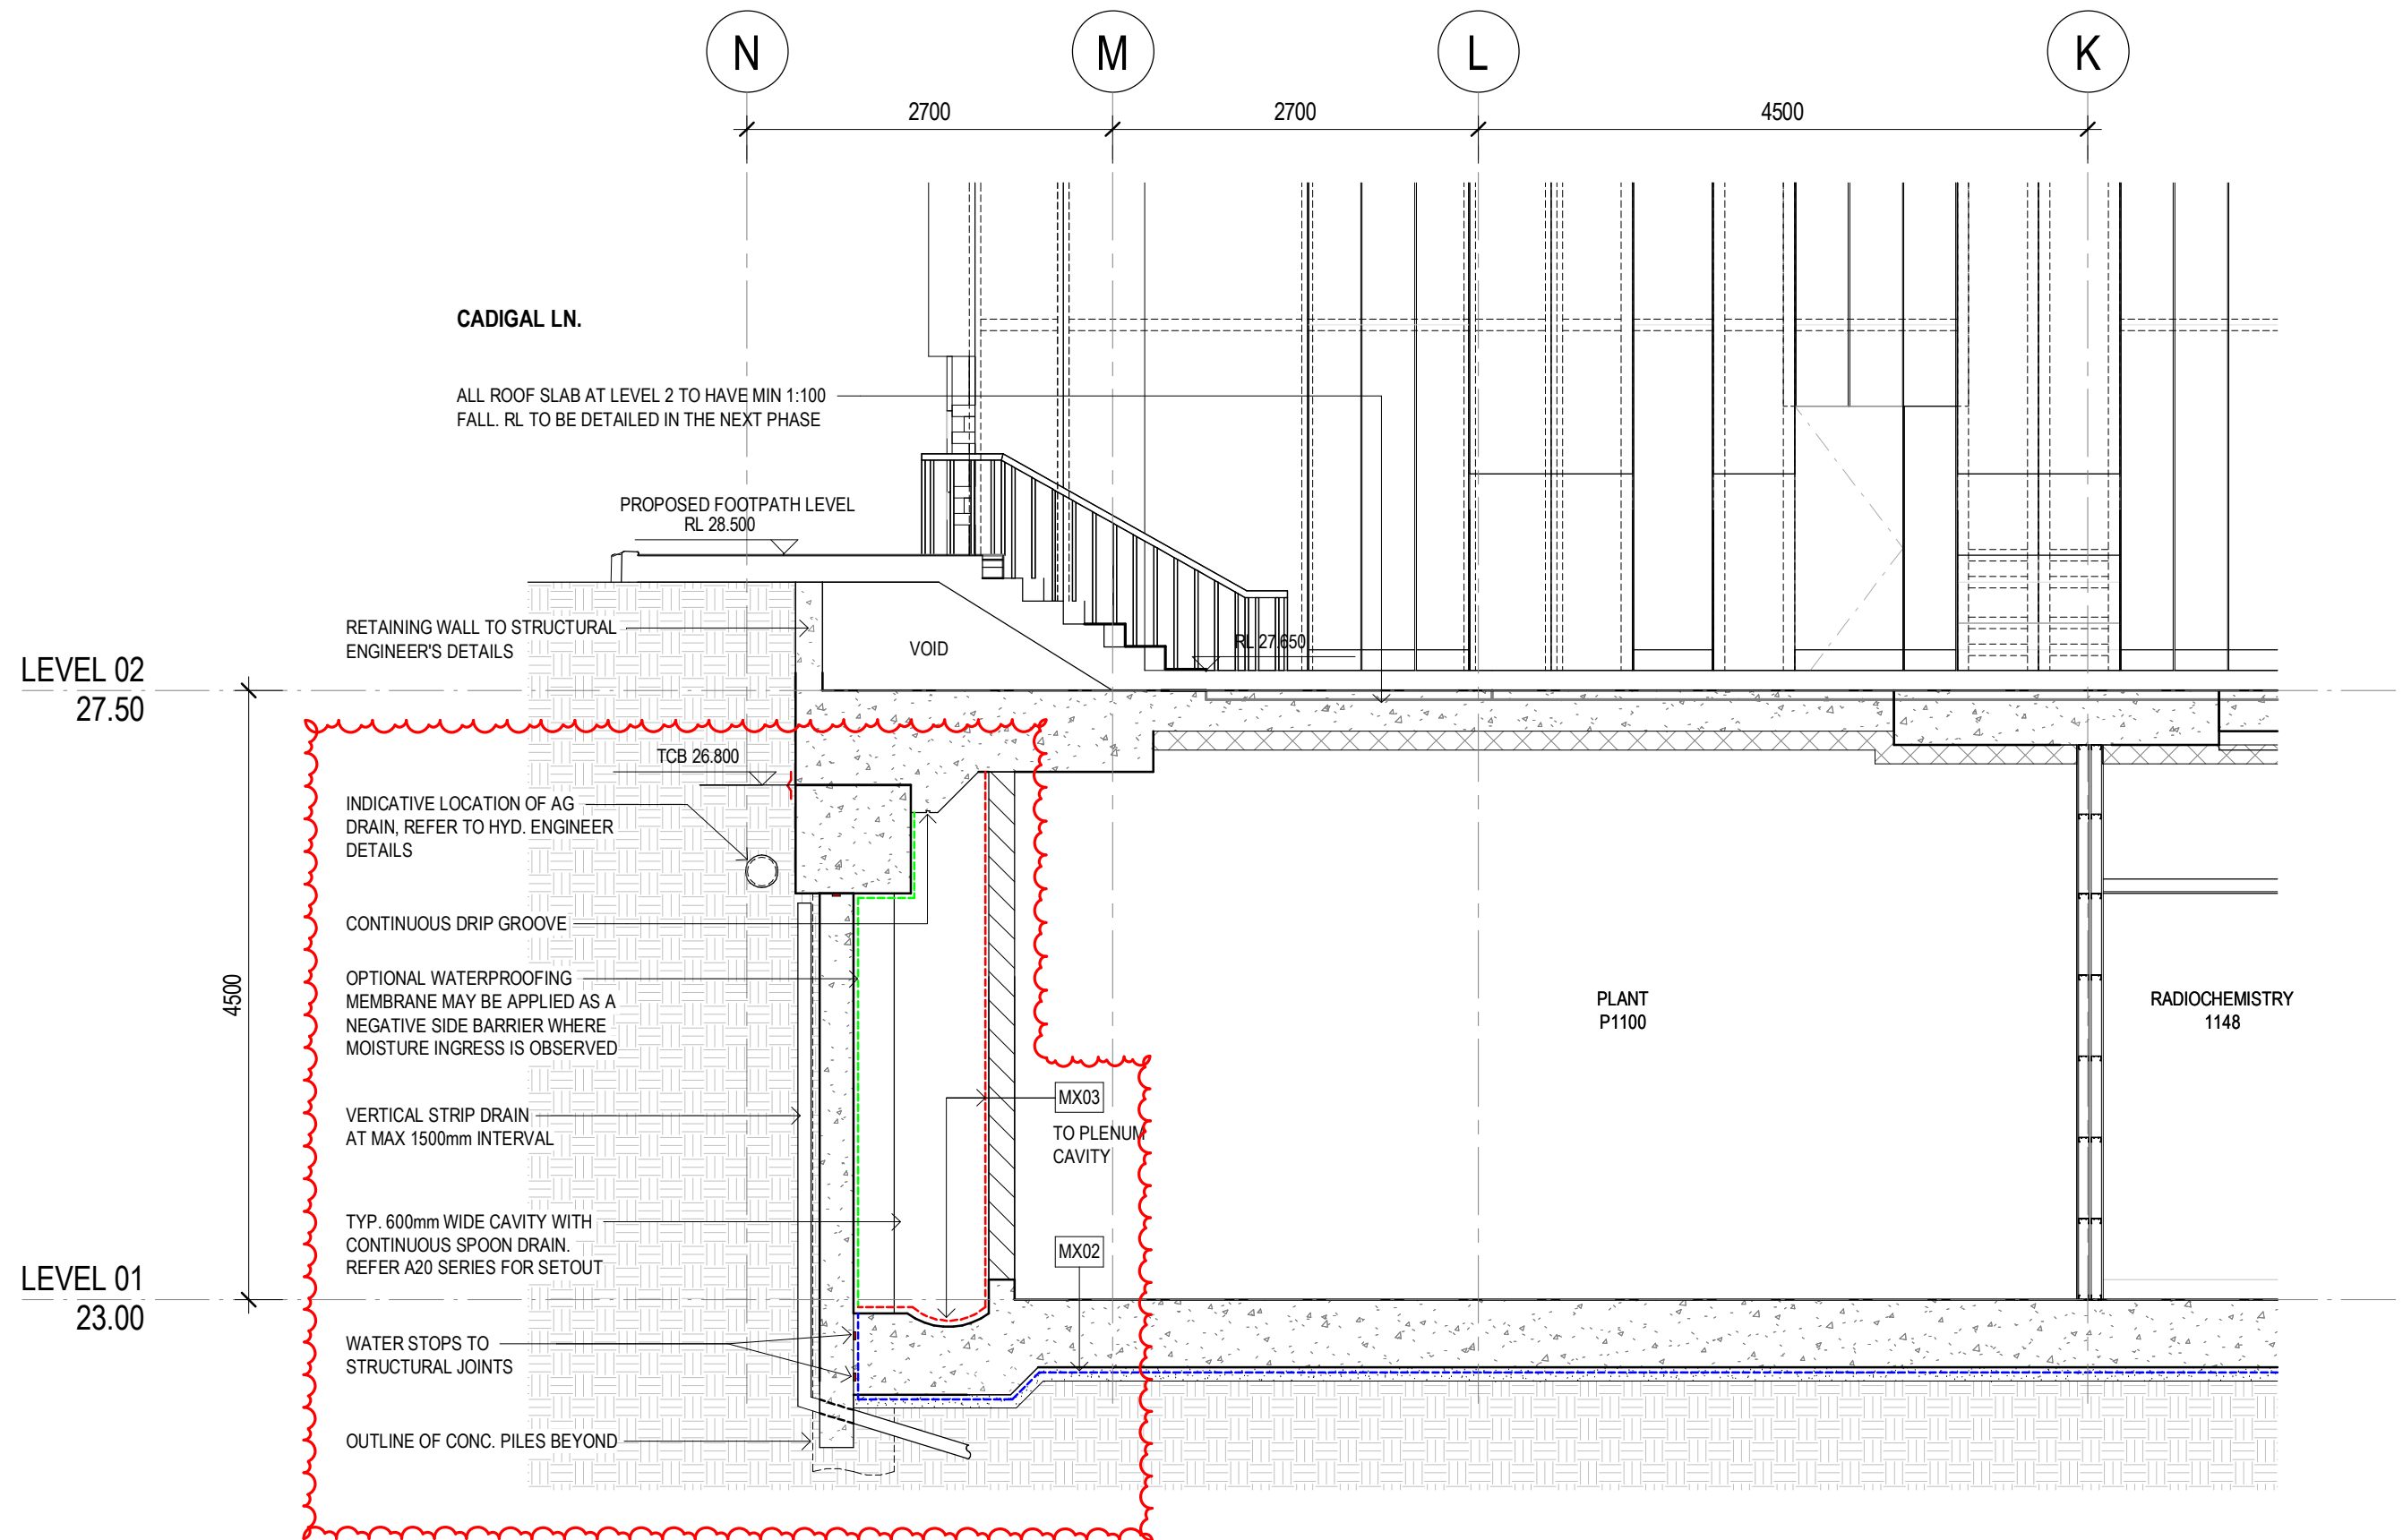 N
M
L
K
2700
2700
4500
CADIGAL LN.
ALL ROOF SLAB AT LEVEL 2 TO HAVE MIN 1:100
FALL. RL TO BE DETAILED IN THE NEXT PHASE
PROPOSED FOOTPATH LEVEL
RL 28.500
RETAINING WALL TO STRUCTURAL
ENGINEER'S DETAILS
VOID
RL 27.650
LEVEL 02
27.50
TCB 26.800
INDICATIVE LOCATION OF AG
DRAIN, REFER TO HYD. ENGINEER
DETAILS
CONTINUOUS DRIP GROOVE
OPTIONAL WATERPROOFING
MEMBRANE MAY BE APPLIED AS A
NEGATIVE SIDE BARRIER WHERE
MOISTURE INGRESS IS OBSERVED
4500
PLANT
P1100
RADIOCHEMISTRY
1148
VERTICAL STRIP DRAIN
AT MAX 1500mm INTERVAL
MX03
TO PLENUM
CAVITY
TYP. 600mm WIDE CAVITY WITH
CONTINUOUS SPOON DRAIN.
REFER A20 SERIES FOR SETOUT
MX02
LEVEL 01
23.00
WATER STOPS TO
STRUCTURAL JOINTS
OUTLINE OF CONC. PILES BEYOND